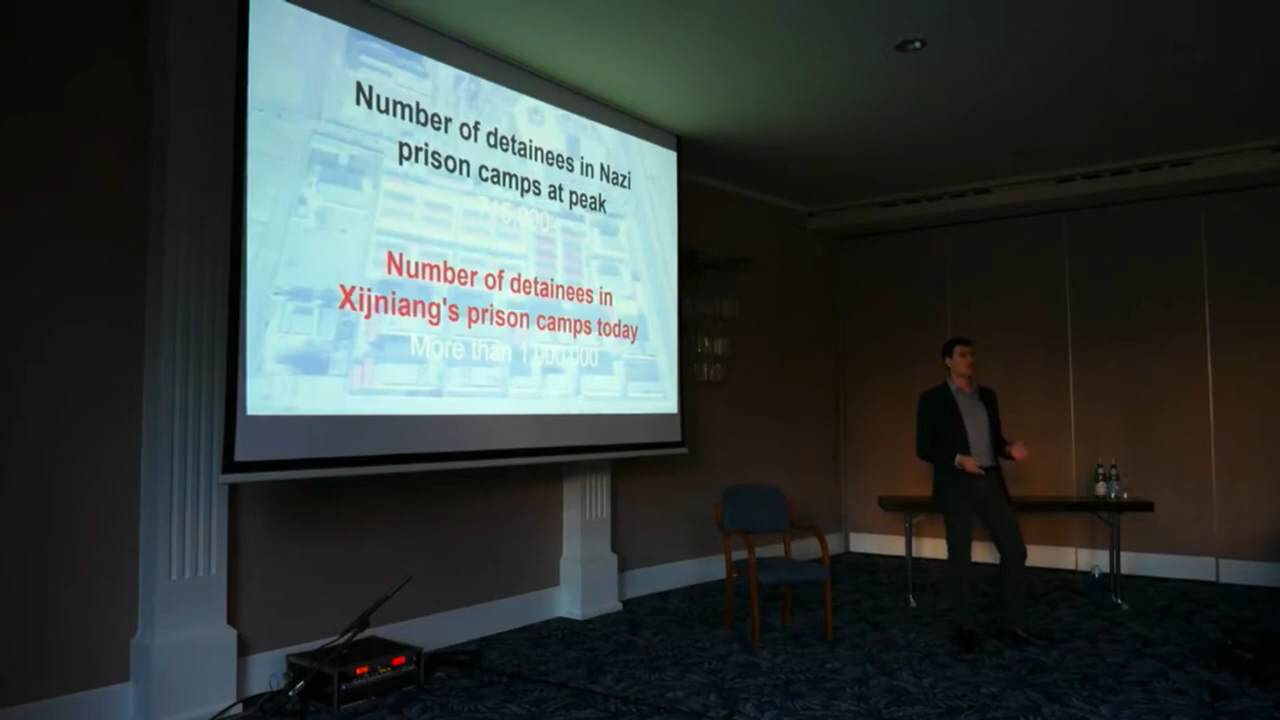 Number of detainees in Nazi
prison camps at peak
Number of detainees in
Xijniang's prison camps today
More than 1,000,000